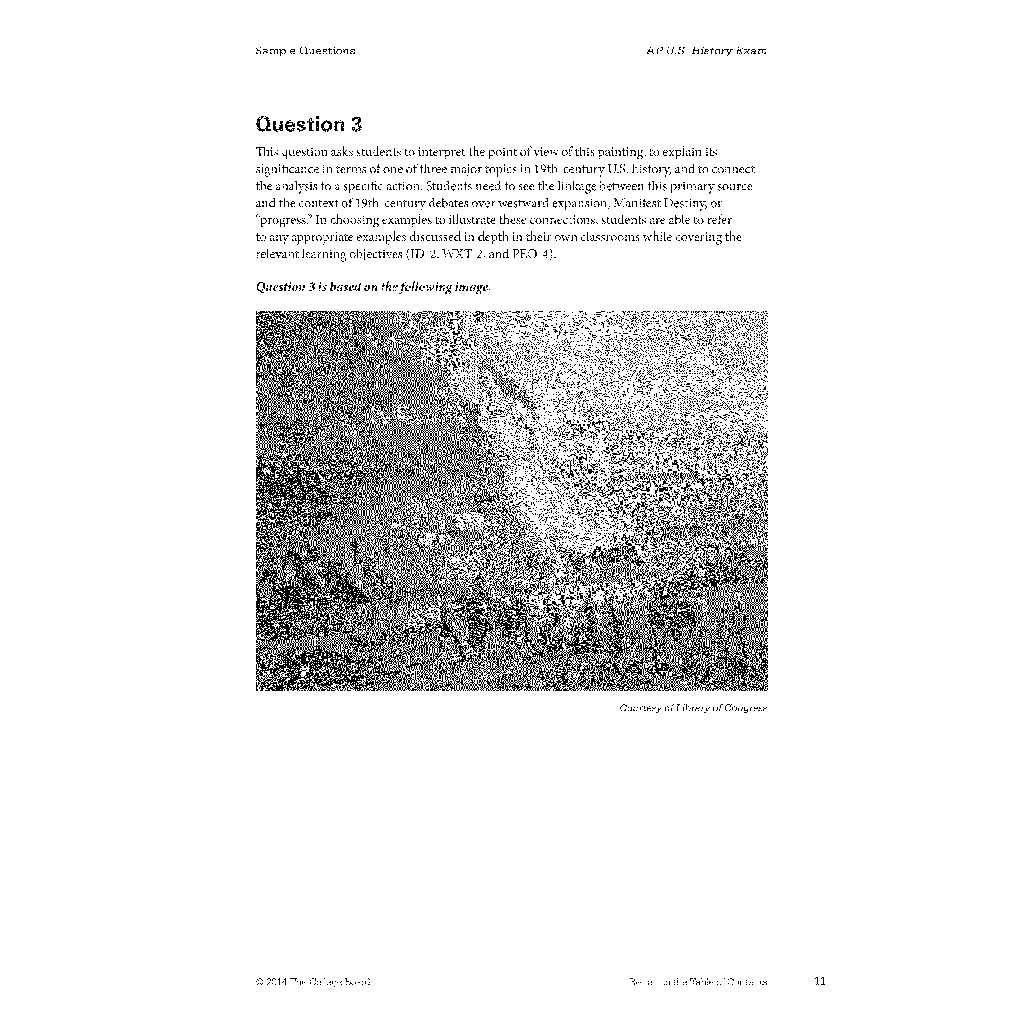 Sample Questions
AP U.S. History Exam
Question 3
This question asks students to interpret the point of view of this painting, to explain its
significance in terms of one of three major topics in 19th-century U.S. history, and to connect
the analysis to a specific action. Students need to see the linkage between this primary source
and the context of 19th-century debates over westward expansion, Manifest Destiny, or
“progress.” In choosing examples to illustrate these connections, students are able to refer
to any appropriate examples discussed in depth in their own classrooms while covering the
relevant learning objectives (ID-2, WXT-2, and PEO-4).
Question 3 is based on the following image.
Courtesy of Library of Congress
© 2014 The College Board
Return to the Table of Contents
11